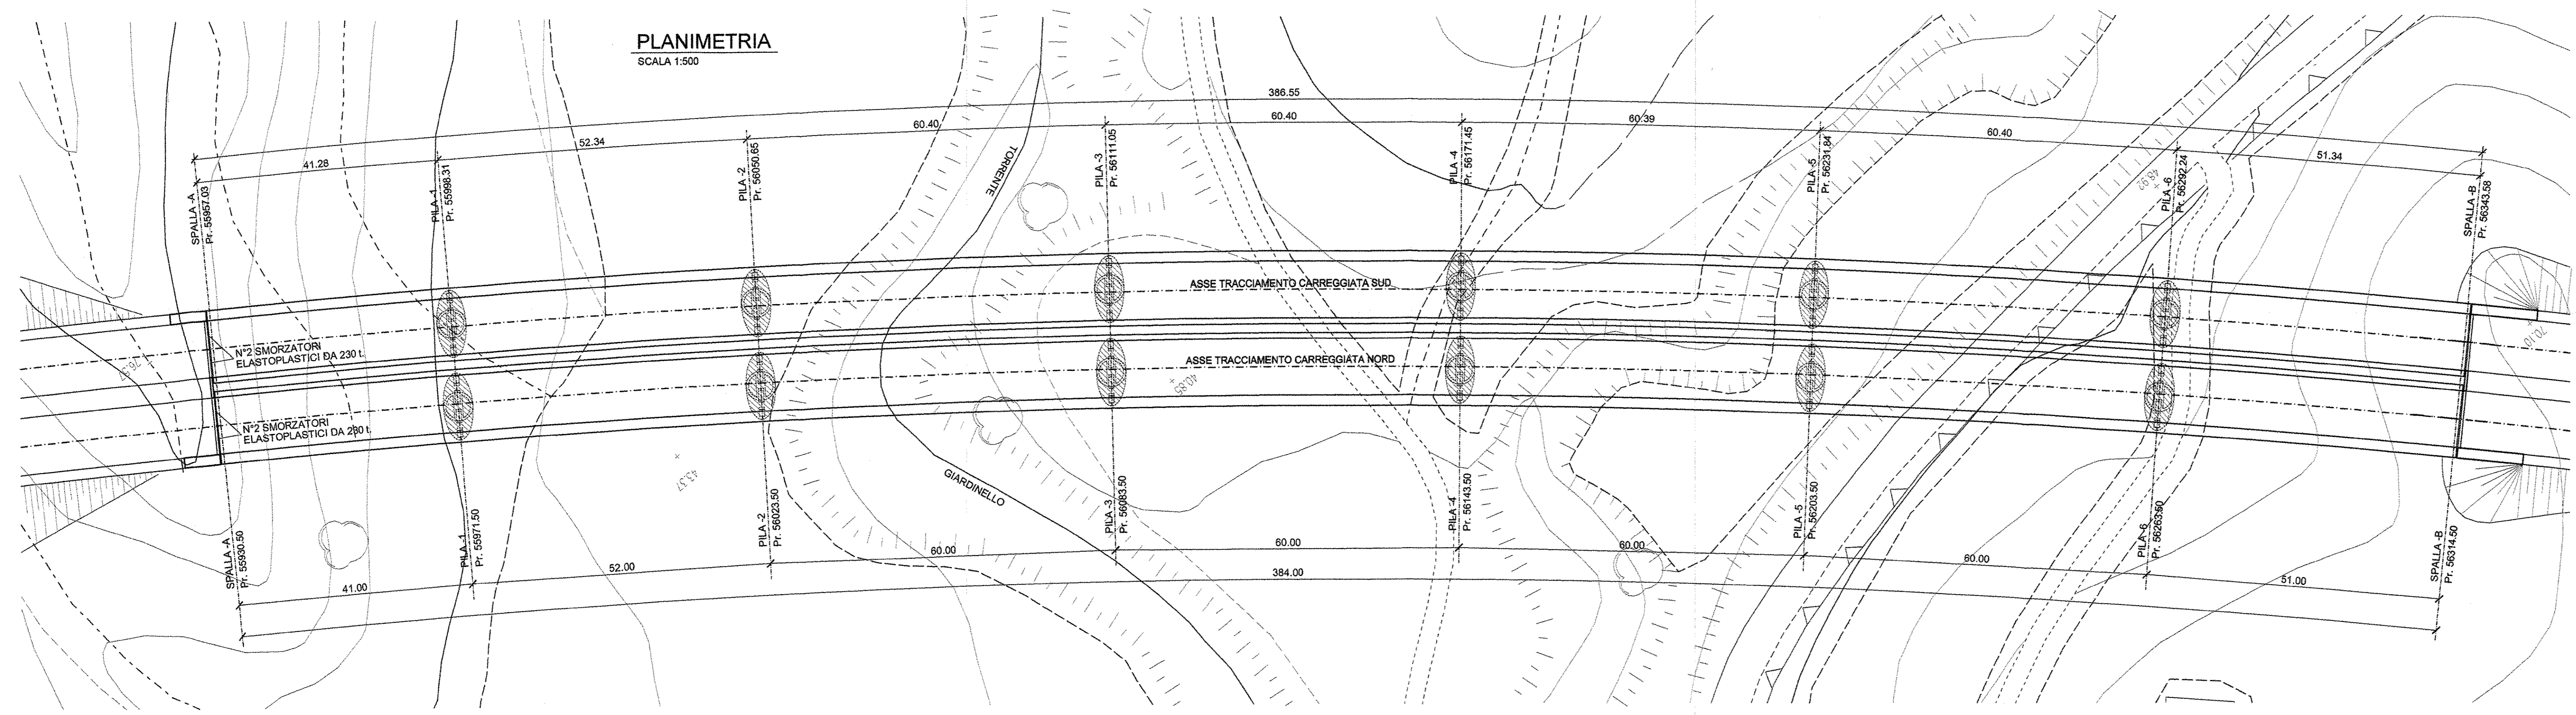 PLANIMETRIA
SCALA 1:500
386.55
41.28
52.34
60.40
60.40
60.39
60.40
51.34
SPALLA -A
Pr. 55957.03
PILA -1
Pr. 55998.31
PILA -2
Pr. 56050.65
PILA -3
Pr. 56111.05
PILA -4
Pr. 56171.45
PILA -5
Pr. 56231.84
PILA -6
Pr. 56292.24
SPALLA -B
Pr. 56343.58
TORRENTE
48.92
ASSE TRACCIAMENTO CARREGGIATA SUD
N°2 SMORZATORI
ELASTOPLASTICI DA 230 t.
ASSE TRACCIAMENTO CARREGGIATA NORD
70.10
N°2 SMORZATORI
ELASTOPLASTICI DA 230 t.
43.37
GIARDINELLO
SPALLA -A
Pr. 55930.50
PILA -1
Pr. 55971.50
PILA -2
Pr. 56023.50
PILA -3
Pr. 56083.50
PILA -4
Pr. 56143.50
PILA -5
Pr. 56203.50
PILA -6
Pr. 56263.50
SPALLA -B
Pr. 56314.50
41.00
52.00
60.00
60.00
60.00
60.00
51.00
384.00